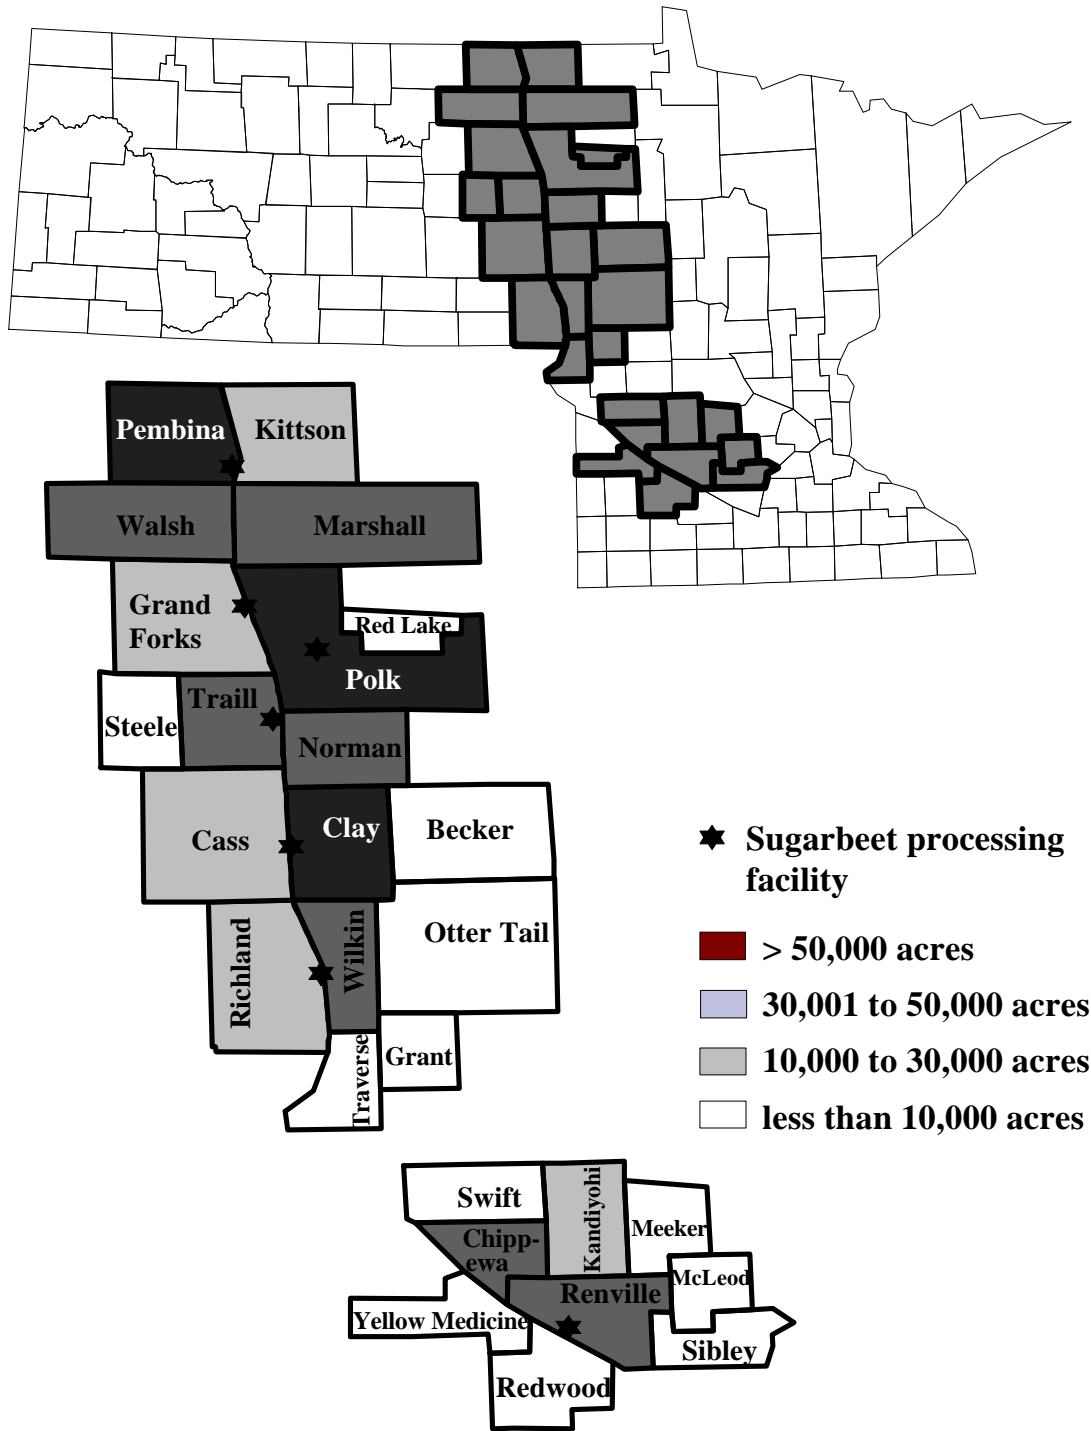 Pembina
Kittson
Walsh
Marshall
Grand
Forks
Red Lake
Polk
Traill
Steele
Norman
Cass
Clay
Becker
Richland
Wilkin
Otter Tail
Traverse
Grant
Sugarbeet processing
facility
> 50,000 acres
30,001 to 50,000 acres
10,000 to 30,000 acres
less than 10,000 acres
Swift
Kandiyohi
Meeker
Chipp-
ewa
McLeod
Renville
Yellow Medicine
Sibley
Redwood